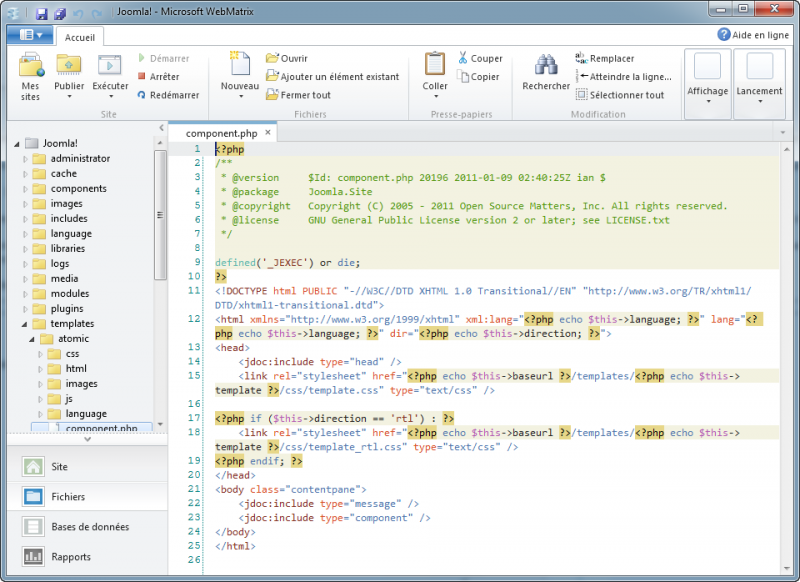 Joomla! - Microsoft WebMatrix
Accueil
Aide en ligne
Mes sites
Publier
Exécuter
Démarrer
Arrêter
Redémarrer
Site
Nouveau
Ouvrir
Ajouter un élément existant
Fermer tout
Fichiers
Coller
Couper
Copier
Presse-papiers
Rechercher
Remplacer
Atteindre la ligne...
Sélectionner tout
Modification
Affichage
Lancement
Joomla!
administrator
cache
components
images
includes
language
libraries
logs
media
modules
plugins
templates
atomic
css
html
images
js
language
component.php
Site
Fichiers
Bases de données
Rapports
component.php
1 <?php
2 /**
3 * @version $Id: component.php 20196 2011-01-09 02:40:25Z ian $
4 * @package Joomla.Site
5 * @copyright Copyright (C) 2005 - 2011 Open Source Matters, Inc. All rights reserved.
6 * @license GNU General Public License version 2 or later; see LICENSE.txt
7 */
8
9 defined('_JEXEC') or die;
10 ?>
11 <!DOCTYPE html PUBLIC "-//W3C//DTD XHTML 1.0 Transitional//EN" "http://www.w3.org/TR/xhtml1/
DTD/xhtml1-transitional.dtd">
12 <html xmlns="http://www.w3.org/1999/xhtml" xml:lang="<?php echo $this->language; ?>" lang="<?
php echo $this->language; ?>" dir="<?php echo $this->direction; ?>">
13 <head>
14 <jdoc:include type="head" />
15 <link rel="stylesheet" href="<?php echo $this->baseurl ?>/templates/<?php echo $this->
template ?>/css/template.css" type="text/css" />
16
17 <?php if ($this->direction == 'rtl') : ?>
18 <link rel="stylesheet" href="<?php echo $this->baseurl ?>/templates/<?php echo $this->
template ?>/css/template_rtl.css" type="text/css" />
19 <?php endif; ?>
20 </head>
21 <body class="contentpane">
22 <jdoc:include type="message" />
23 <jdoc:include type="component" />
24 </body>
25 </html>
26